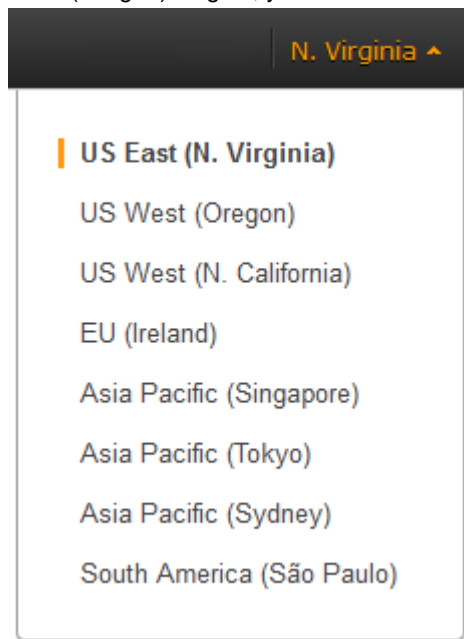 N. Virginia
US East (N. Virginia)
US West (Oregon)
US West (N. California)
EU (Ireland)
Asia Pacific (Singapore)
Asia Pacific (Tokyo)
Asia Pacific (Sydney)
South America (São Paulo)